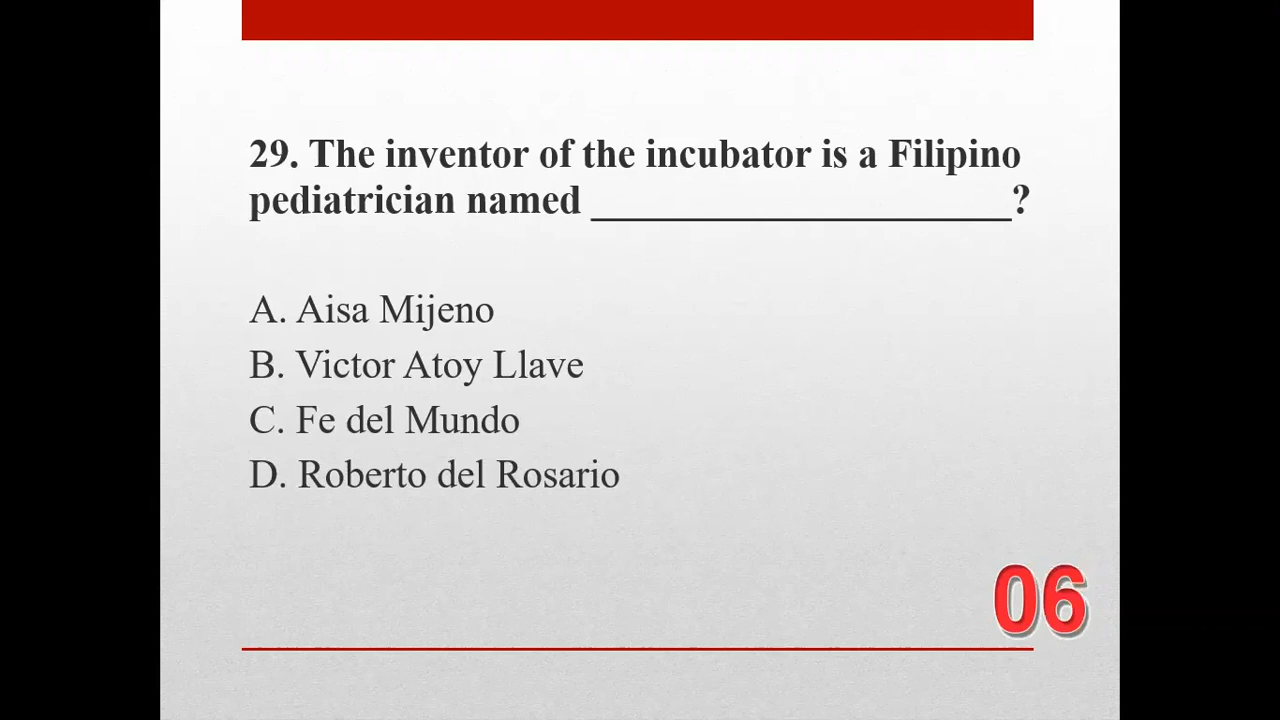 29. The inventor of the incubator is a Filipino
pediatrician named ____________________?
A. Aisa Mijeno
B. Victor Atoy Llave
C. Fe del Mundo
D. Roberto del Rosario
06